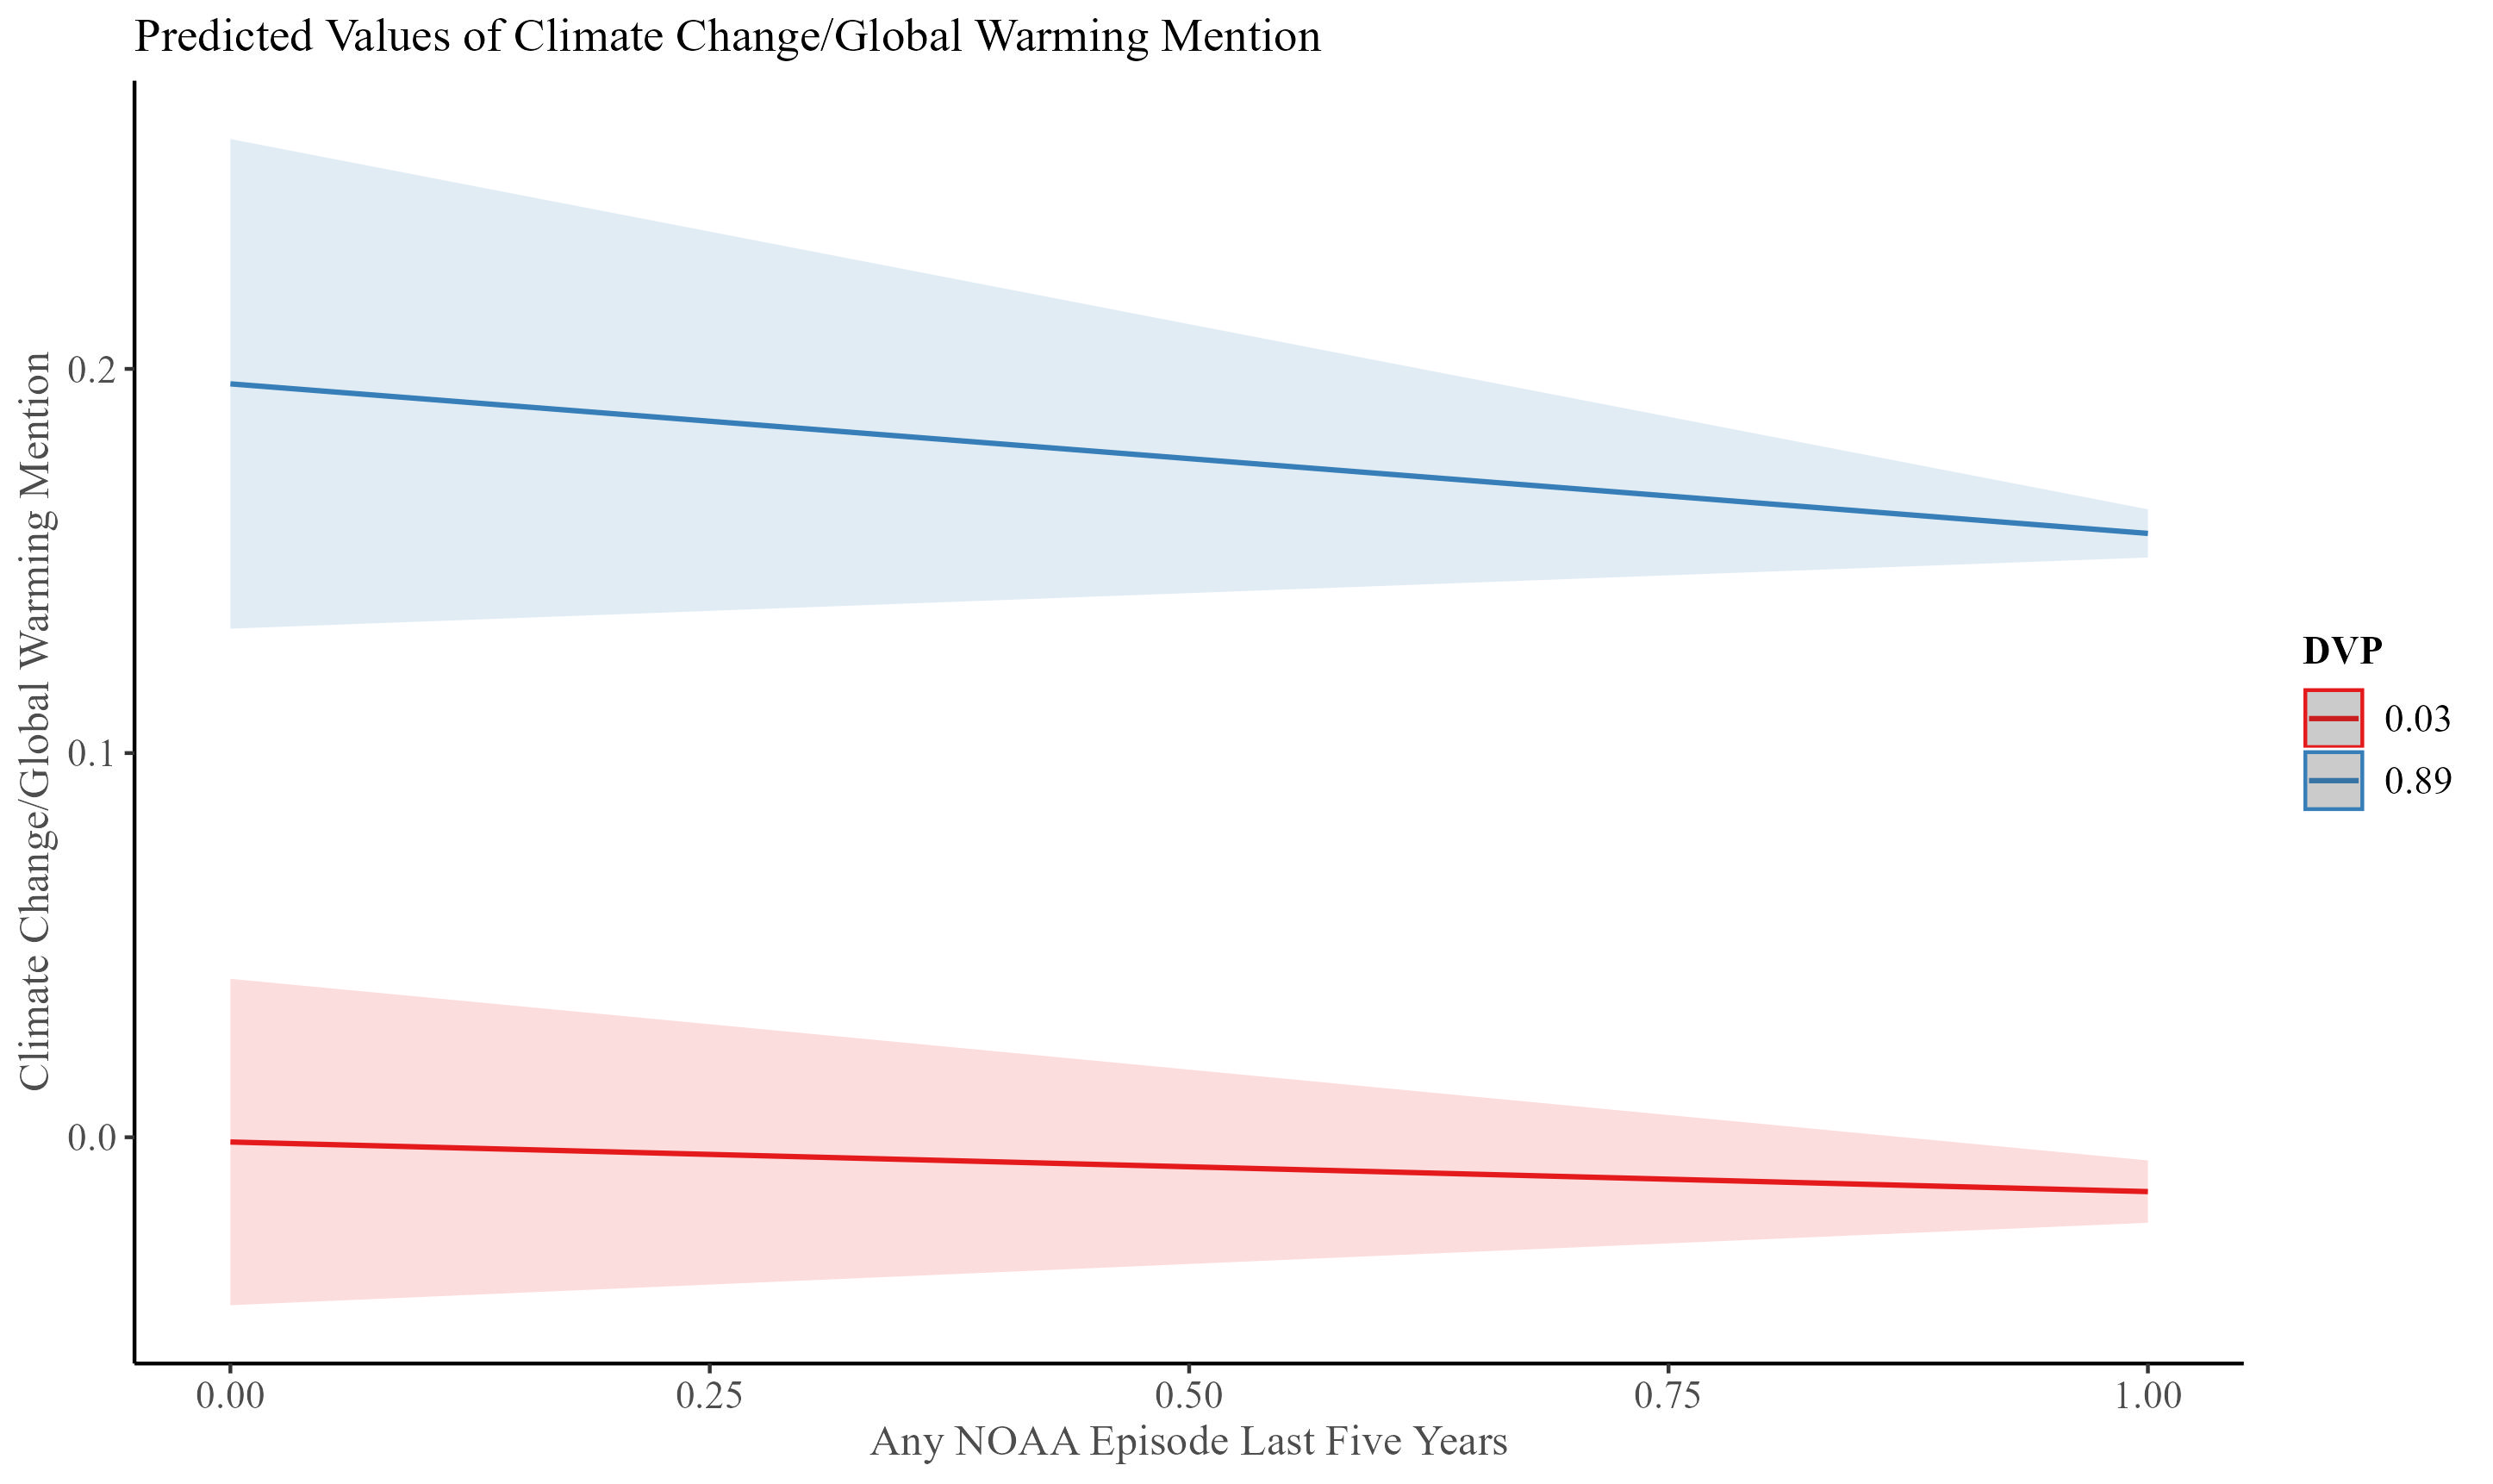 Predicted Values of Climate Change/Global Warming Mention
Climate Change/Global Warming Mention
0.2
0.1
0.0
0.00
0.25
0.50
0.75
1.00
Any NOAA Episode Last Five Years
DVP
0.03
0.89